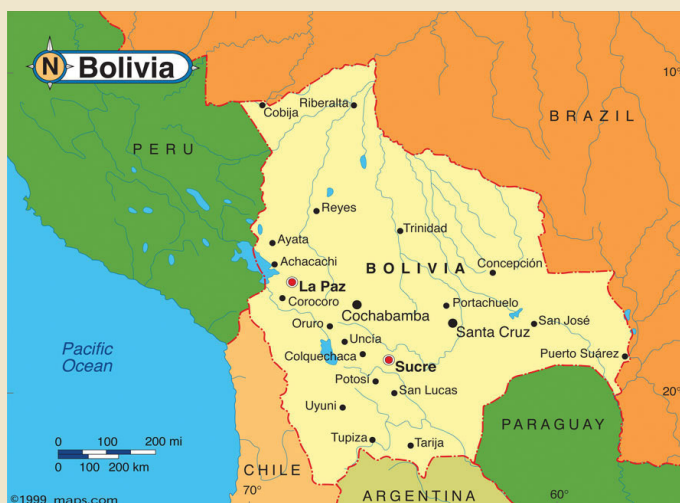 N Bolivia
10°
Riberalta
Cobija
BRAZIL
PERU
Reyes
Trinidad
Ayata
Achacachi
BOLIVIA
Concepción
La Paz
Corocoro
Portachuelo
Cochabamba
San José
Oruro
Santa Cruz
Uncía
Pacific
Ocean
Colquechaca
Puerto Suárez
Sucre
Potosí
San Lucas
20°
Uyuni
PARAGUAY
Tupiza
Tarija
0 100 200 mi
0 100 200 km
CHILE
70°
ARGENTINA
60°
©1999 maps.com